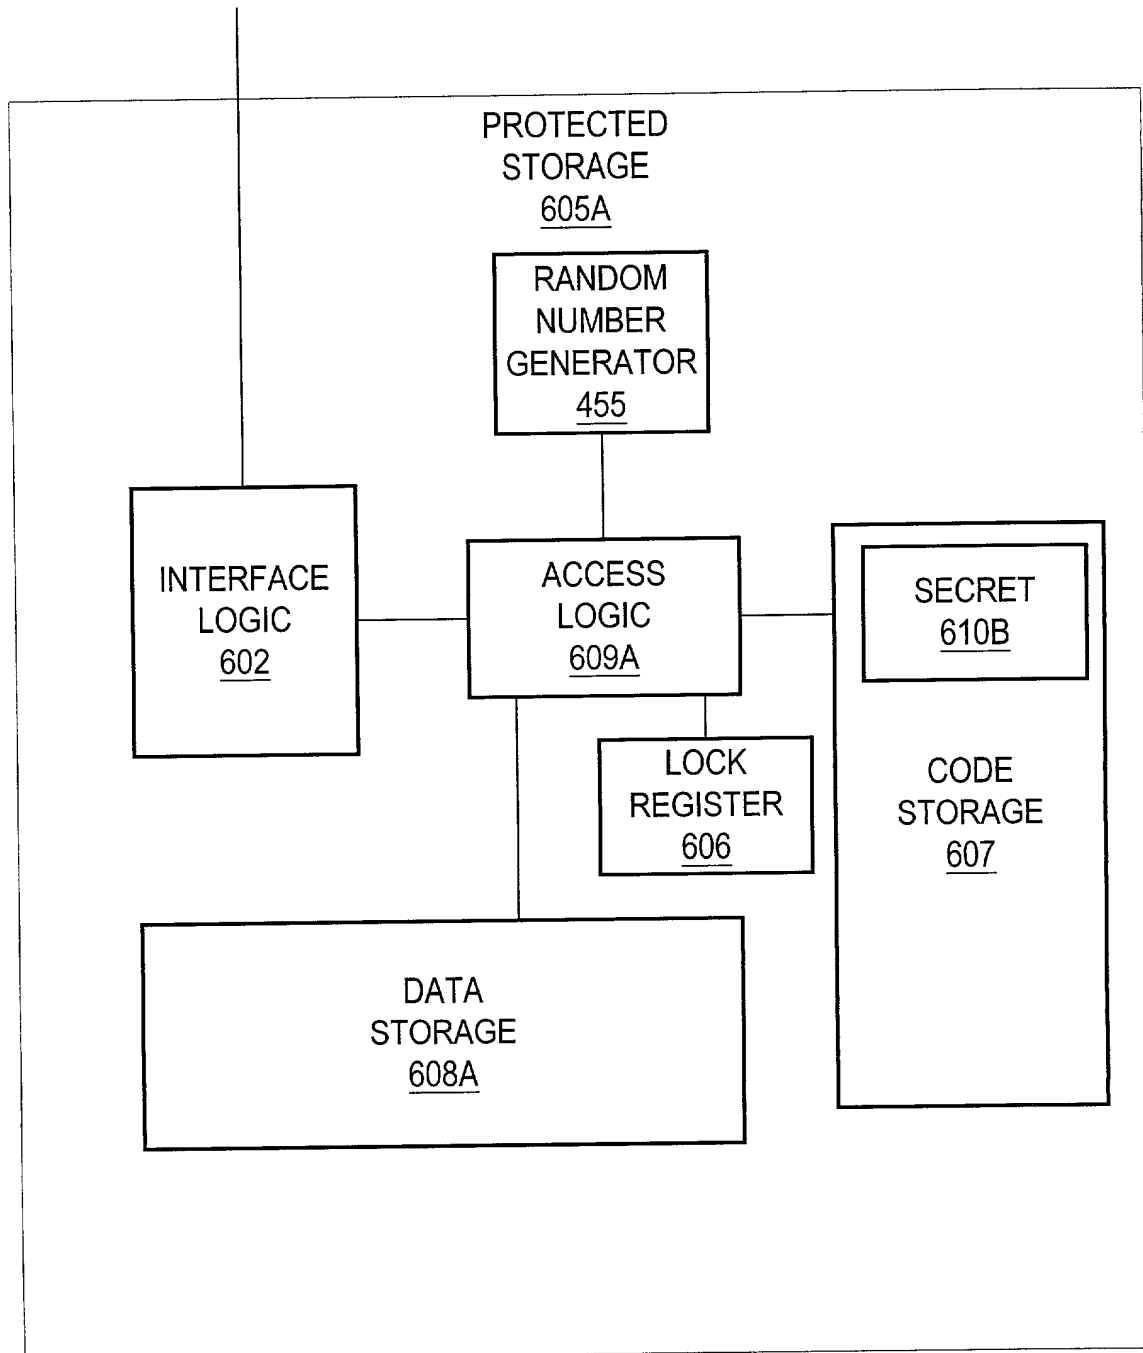 PROTECTED
STORAGE
605A
RANDOM
NUMBER
GENERATOR
455
INTERFACE
LOGIC
602
ACCESS
LOGIC
609A
SECRET
610B
LOCK
REGISTER
606
CODE
STORAGE
607
DATA
STORAGE
608A